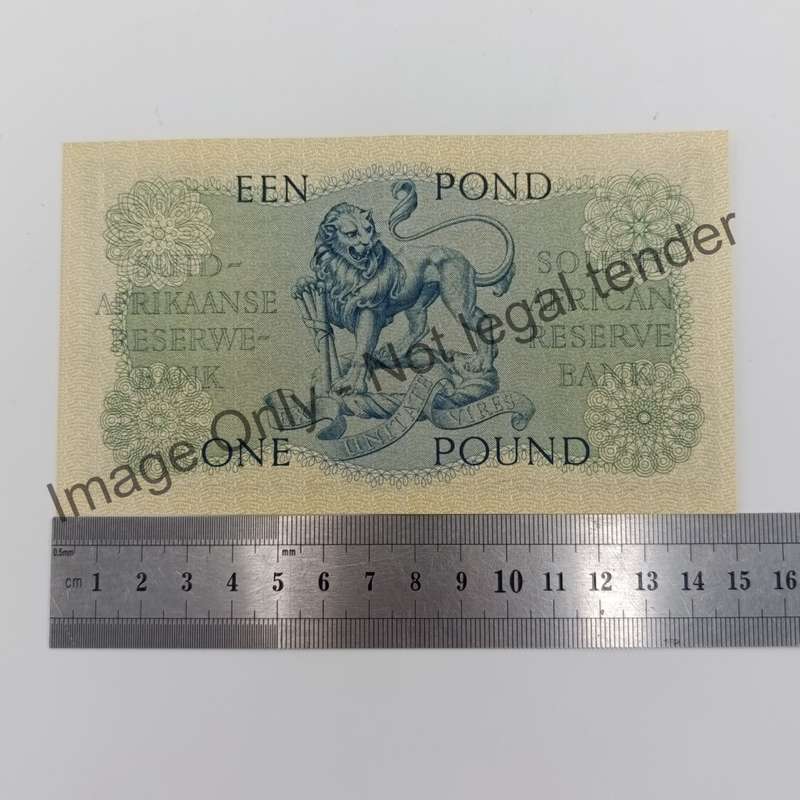 EEN POND
SUID-
AFRIKAANSE
RESERWE-
BANK
SOUTH
AFRICAN
RESERVE
BANK
EX UNITATE VIRES
ONE POUND
Image Only - Not legal tender
0.5mm
mm
cm 1 2 3 4 5 6 7 8 9 10 11 12 13 14 15 16